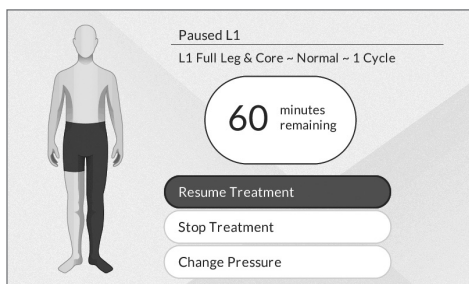 Paused L1
L1 Full Leg & Core ~ Normal ~ 1 Cycle
60 minutes
remaining
Resume Treatment
Stop Treatment
Change Pressure